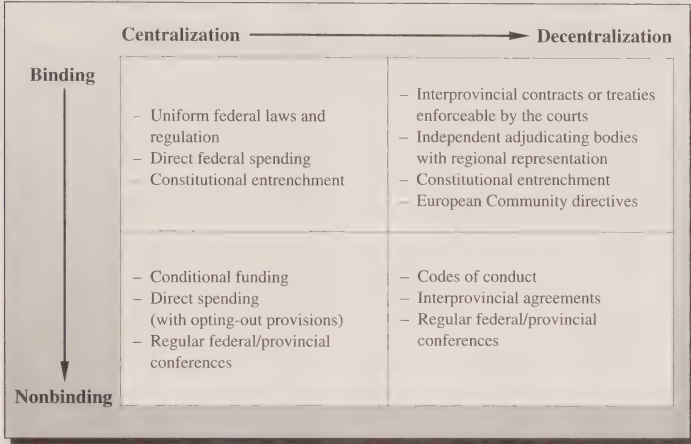 Centralization Decentralization
Binding
– Uniform federal laws and
regulation
– Direct federal spending
– Constitutional entrenchment
– Interprovincial contracts or treaties
enforceable by the courts
– Independent adjudicating bodies
with regional representation
– Constitutional entrenchment
– European Community directives
– Conditional funding
– Direct spending
(with opting-out provisions)
– Regular federal/provincial
conferences
– Codes of conduct
– Interprovincial agreements
– Regular federal/provincial
conferences
Nonbinding